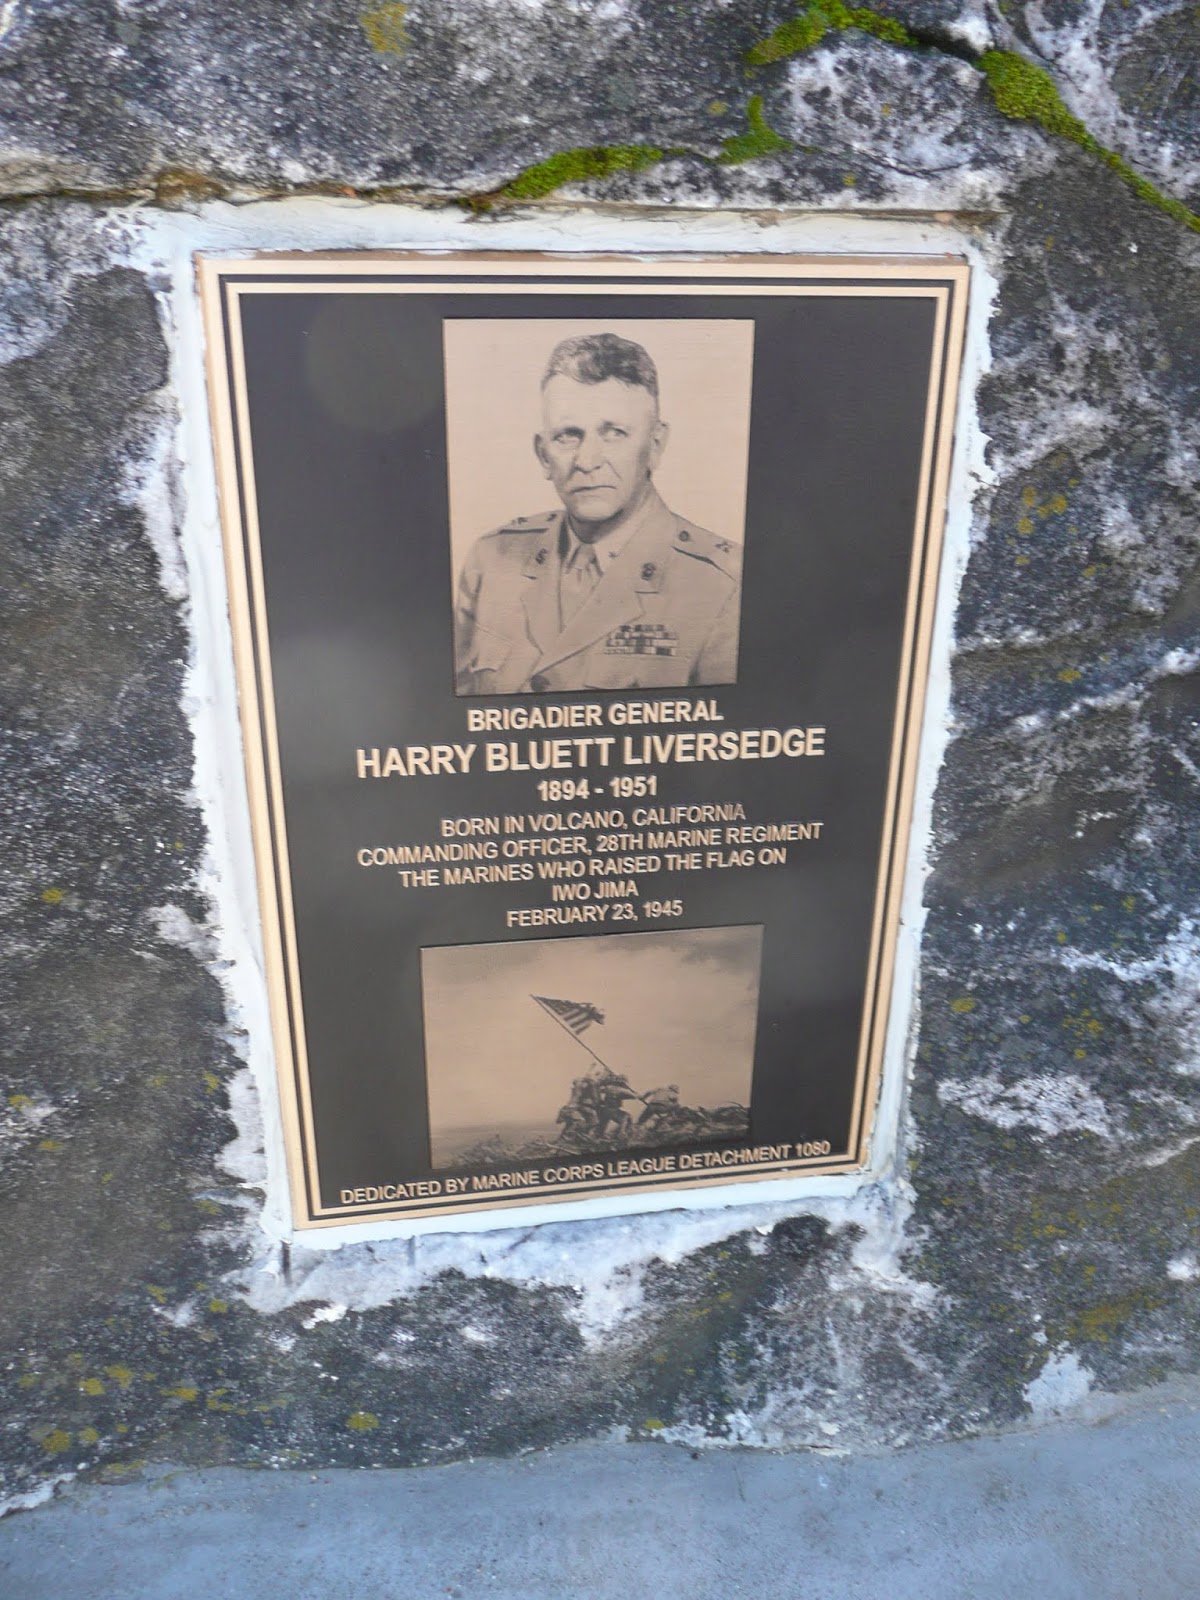 BRIGADIER GENERAL
HARRY BLUETT LIVERSEDGE
1894 - 1951
BORN IN VOLCANO, CALIFORNIA
COMMANDING OFFICER, 28TH MARINE REGIMENT
THE MARINES WHO RAISED THE FLAG ON
IWO JIMA
FEBRUARY 23, 1945
DEDICATED BY MARINE CORPS LEAGUE DETACHMENT 1080